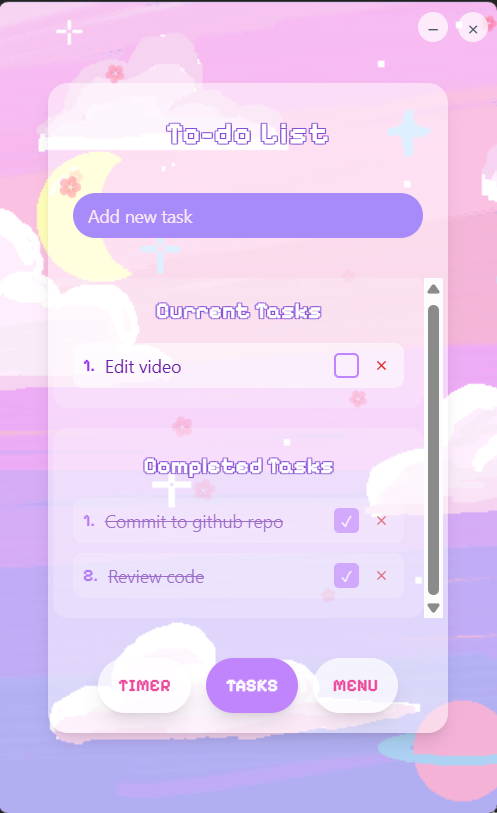 To-do List
Add new task
Current Tasks
1. Edit video
Completed Tasks
1. Commit to github repo
2. Review code
TIMER TASKS MENU